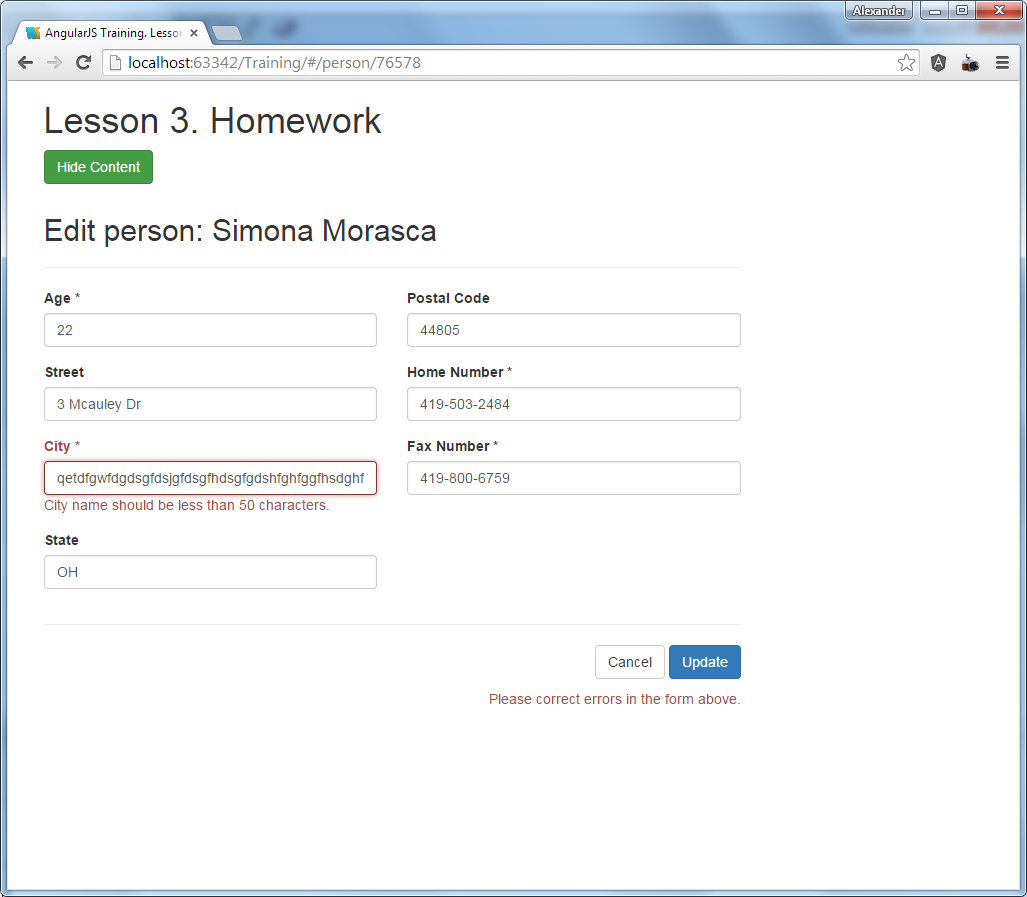 Alexander
AngularJS Training. Lesso
localhost:63342/Training/#/person/76578
Lesson 3. Homework
Hide Content
Edit person: Simona Morasca
Age *
22
Postal Code
44805
Street
3 Mcauley Dr
Home Number *
419-503-2484
City *
qetdfgwfdgdsgfdsjgfdsgfhdsgfgdshfghfggfhsdghf
City name should be less than 50 characters.
Fax Number *
419-800-6759
State
OH
Cancel
Update
Please correct errors in the form above.